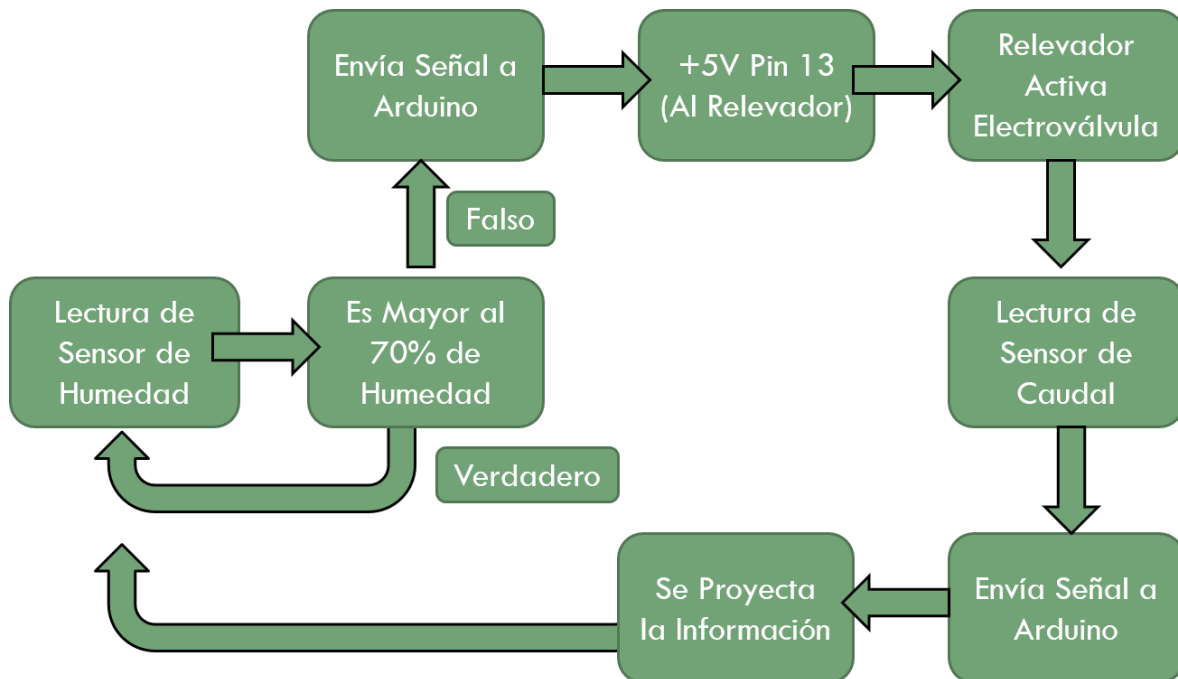 Lectura de
Sensor de
Humedad
Es Mayor al
70% de
Humedad
Falso
Verdadero
Envía Señal a
Arduino
+5V Pin 13
(Al Relevador)
Relevador
Activa
Electroválvula
Lectura de
Sensor de
Caudal
Envía Señal a
Arduino
Se Proyecta
la Información